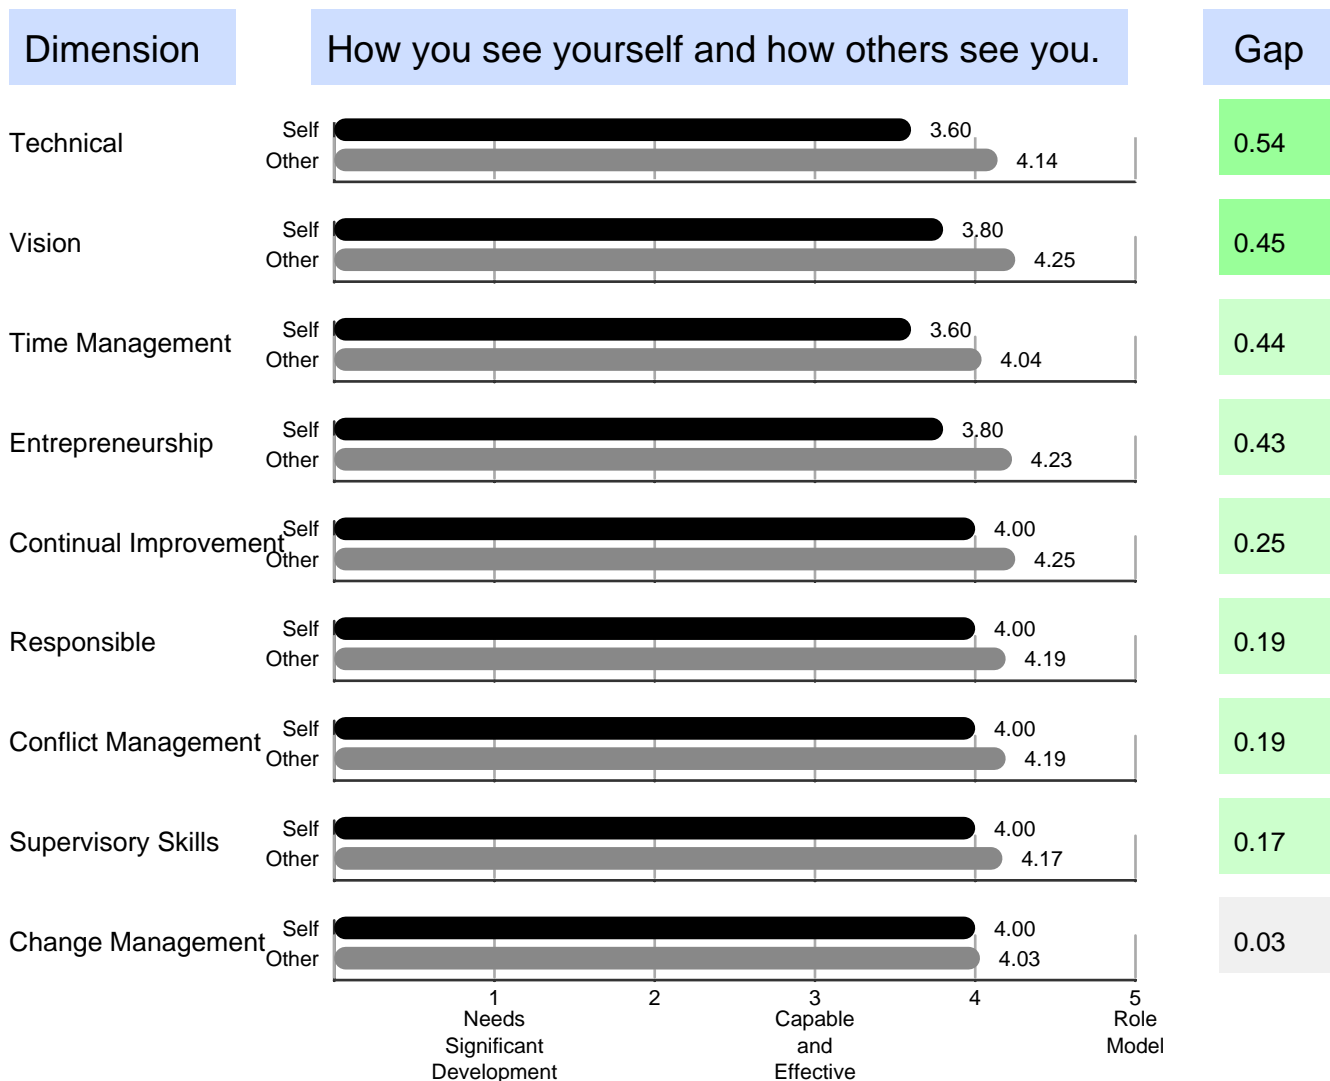 Dimension How you see yourself and how others see you. Gap
Technical
Self 3.60
Other 4.14
0.54
Vision
Self 3.80
Other 4.25
0.45
Time Management
Self 3.60
Other 4.04
0.44
Entrepreneurship
Self 3.80
Other 4.23
0.43
Continual Improvement
Self 4.00
Other 4.25
0.25
Responsible
Self 4.00
Other 4.19
0.19
Conflict Management
Self 4.00
Other 4.19
0.19
Supervisory Skills
Self 4.00
Other 4.17
0.17
Change Management
Self 4.00
Other 4.03
0.03
1 2 3 4 5
Needs Capable Role
Significant and Model
Development Effective